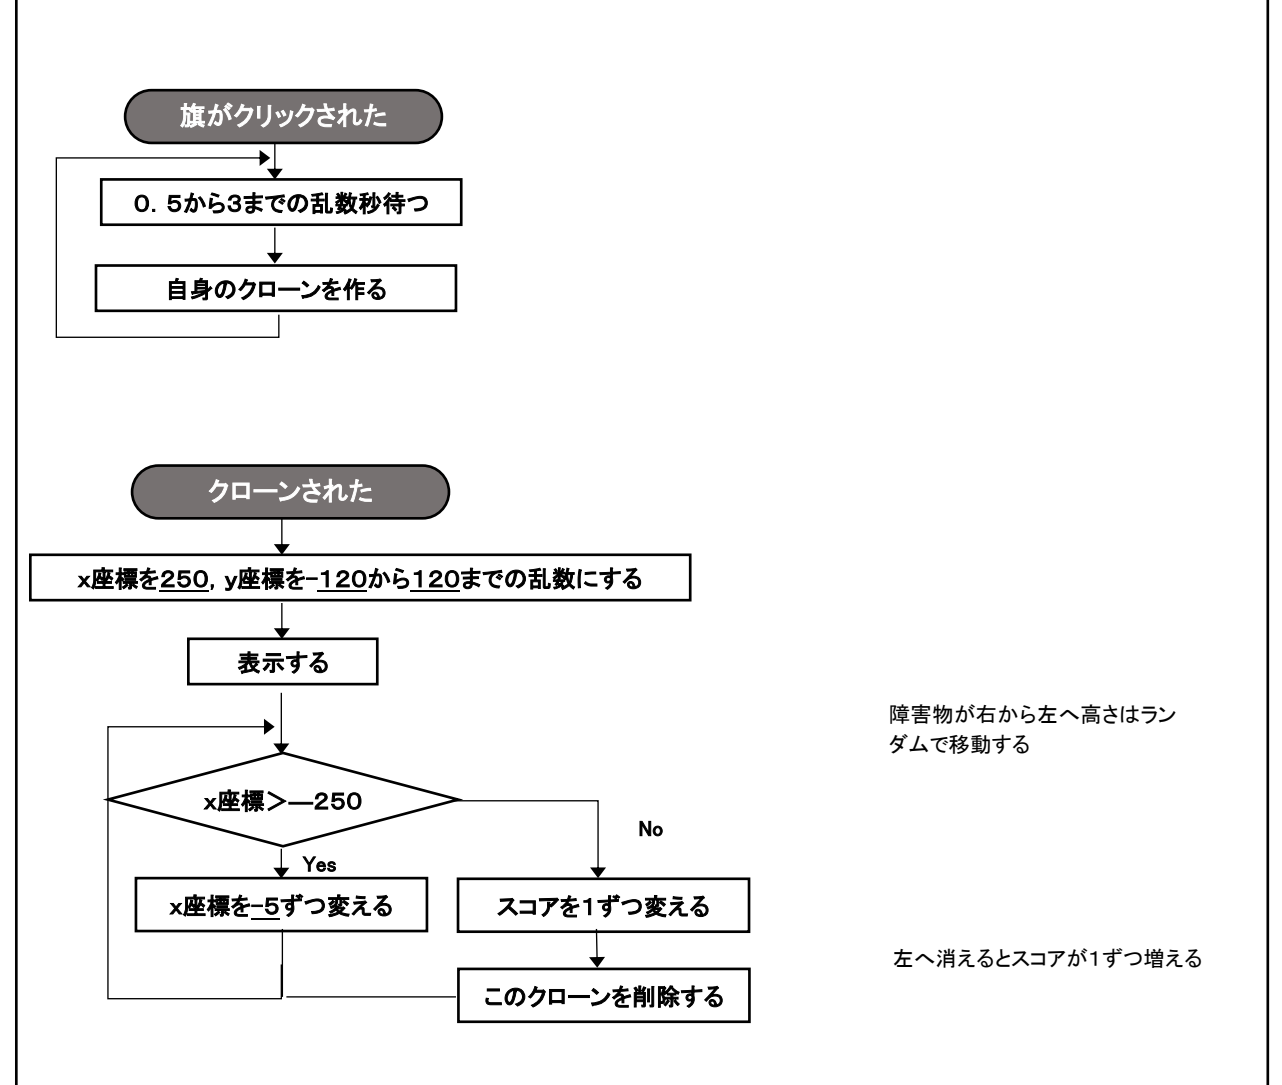 旗がクリックされた
0．5から3までの乱数秒待つ
自身のクローンを作る
クローンされた
x座標を250，y座標を-120から120までの乱数にする
表示する
障害物が右から左へ高さはラン
ダムで移動する
x座標＞―250
No
Yes
x座標を-5ずつ変える
スコアを1ずつ変える
左へ消えるとスコアが1ずつ増える
このクローンを削除する